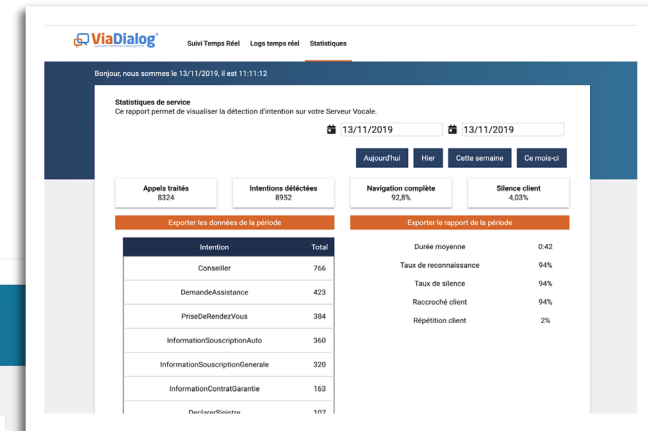 ViaDialog
Suivi Temps Réel Logs temps réel Statistiques
Bonjour, nous sommes le 13/11/2019, il est 11:11:12
Statistiques de service
Ce rapport permet de visualiser la détection d'intention sur votre Serveur Vocale.
13/11/2019 13/11/2019
Aujourd'hui Hier Cette semaine Ce mois-ci
Appels traités Intentions détéctées Navigation complète Silence client
8324 8952 92,8% 4,03%
Exporter les données de la période Exporter le rapport de la période
Intention Total Durée moyenne 0:42
Conseiller 766 Taux de reconnaissance 94%
DemandeAssistance 423 Taux de silence 94%
PriseDeRendezVous 384 Raccroché client 94%
InformationSouscriptionAuto 360 Répétition client 2%
InformationSouscriptionGenerale 320
InformationContratGarantie 163
DeclarerSinistre 107